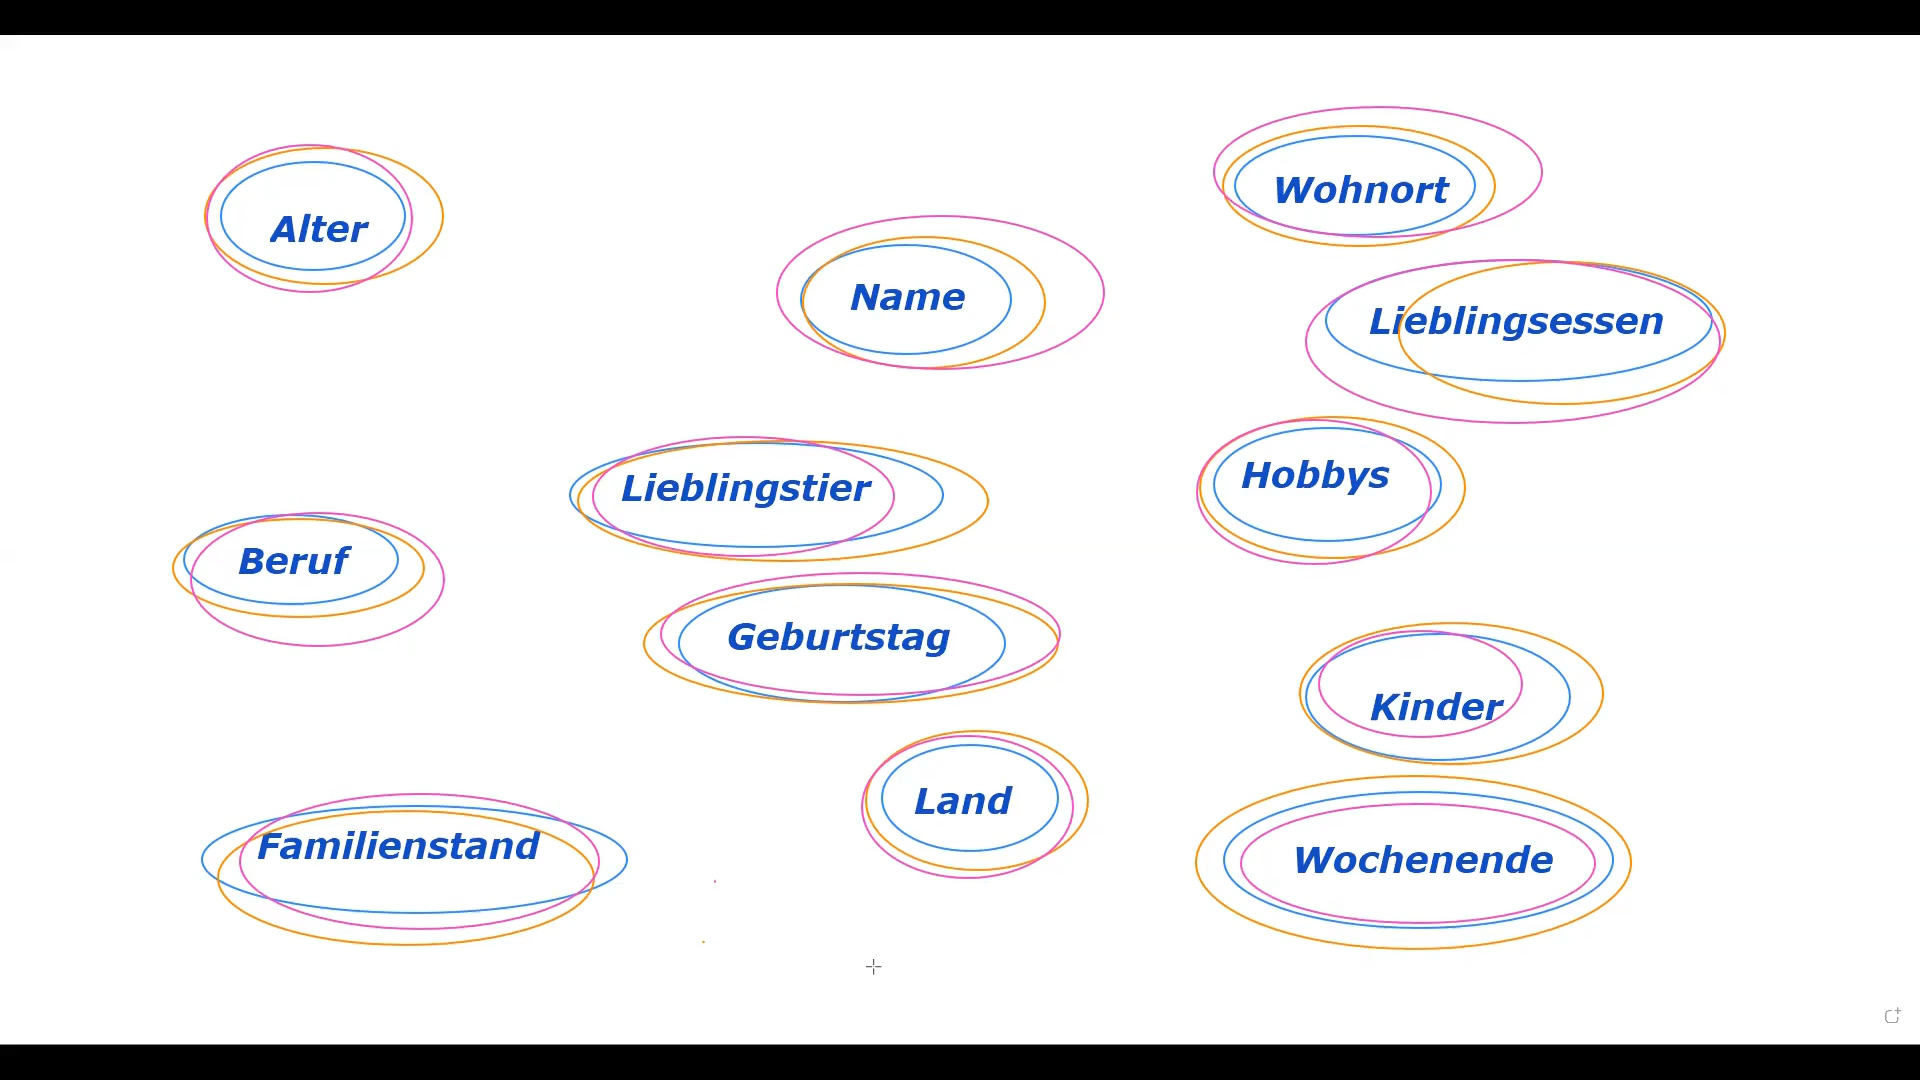 Alter
Wohnort
Name
Lieblingsessen
Lieblingstier
Hobbys
Beruf
Geburtstag
Kinder
Land
Familienstand
Wochenende